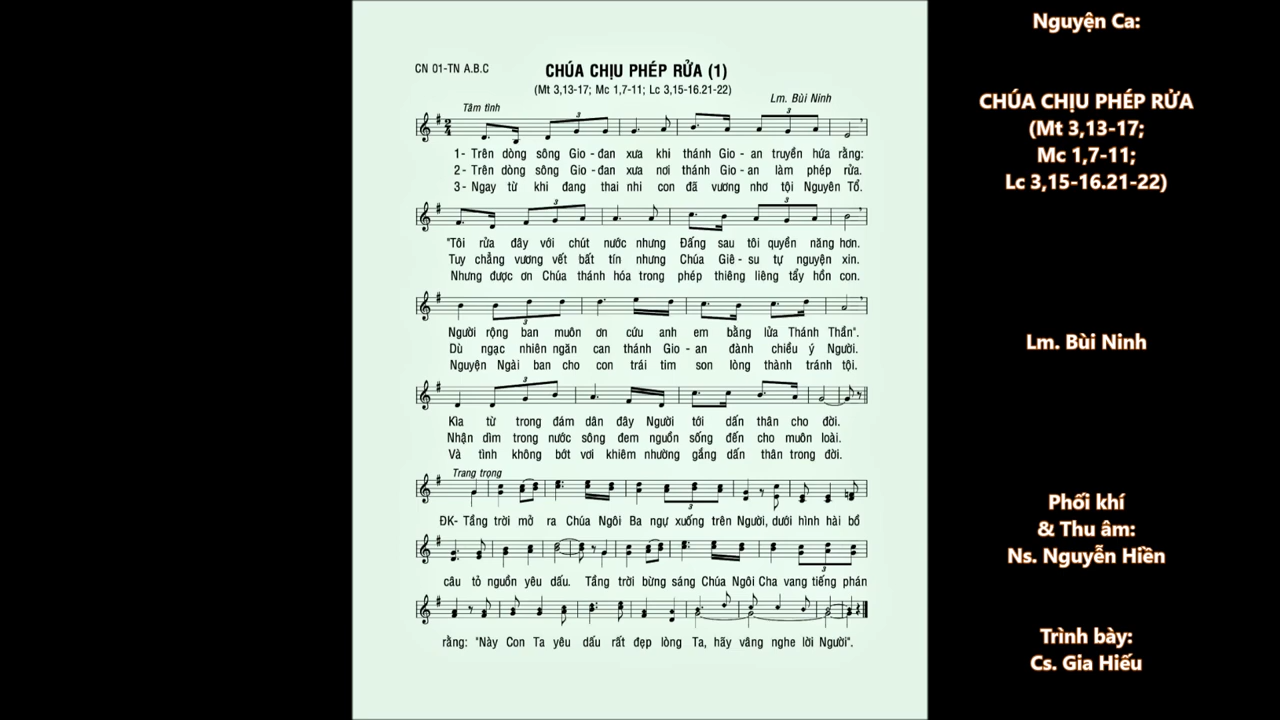 CN 01-TN A.B.C
CHÚA CHỊU PHÉP RỬA (1)
(Mt 3,13-17; Mc 1,7-11; Lc 3,15-16.21-22)
Lm. Bùi Ninh
Tâm tình
1- Trên dòng sông Gio - đan xưa khi thánh Gio - an truyền hứa rằng:
2- Trên dòng sông Gio - đan xưa nơi thánh Gio - an làm phép rửa.
3- Ngay từ khi đang thai nhi con đã vương nhơ tội Nguyên Tổ.
"Tôi rửa đây với chút nước nhưng Đấng sau tôi quyền năng hơn.
Tuy chẳng vương vết bất tín nhưng Chúa Giê - su tự nguyện xin.
Nhưng được ơn Chúa thánh hóa trong phép thiêng liêng tẩy hồn con.
Người rộng ban muôn ơn cứu anh em bằng lửa Thánh Thần".
Dù ngạc nhiên ngăn can thánh Gio - an đành chiều ý Người.
Nguyện Ngài ban cho con trái tim son lòng thành tránh tội.
Kìa từ trong đám dân đây Người tới dấn thân cho đời.
Nhận dìm trong nước sông đem nguồn sống đến cho muôn loài.
Và tình không bớt vơi khiêm nhường gắng dấn thân trong đời.
Trang trọng
ĐK- Tầng trời mở ra Chúa Ngôi Ba ngự xuống trên Người, dưới hình hài bồ
câu tỏ nguồn yêu dấu. Tầng trời bừng sáng Chúa Ngôi Cha vang tiếng phán
rằng: "Này Con Ta yêu dấu rất đẹp lòng Ta, hãy vâng nghe lời Người".
Nguyện Ca:
CHÚA CHỊU PHÉP RỬA
(Mt 3,13-17;
Mc 1,7-11;
Lc 3,15-16.21-22)
Lm. Bùi Ninh
Phối khí
& Thu âm:
Ns. Nguyễn Hiền
Trình bày:
Cs. Gia Hiếu